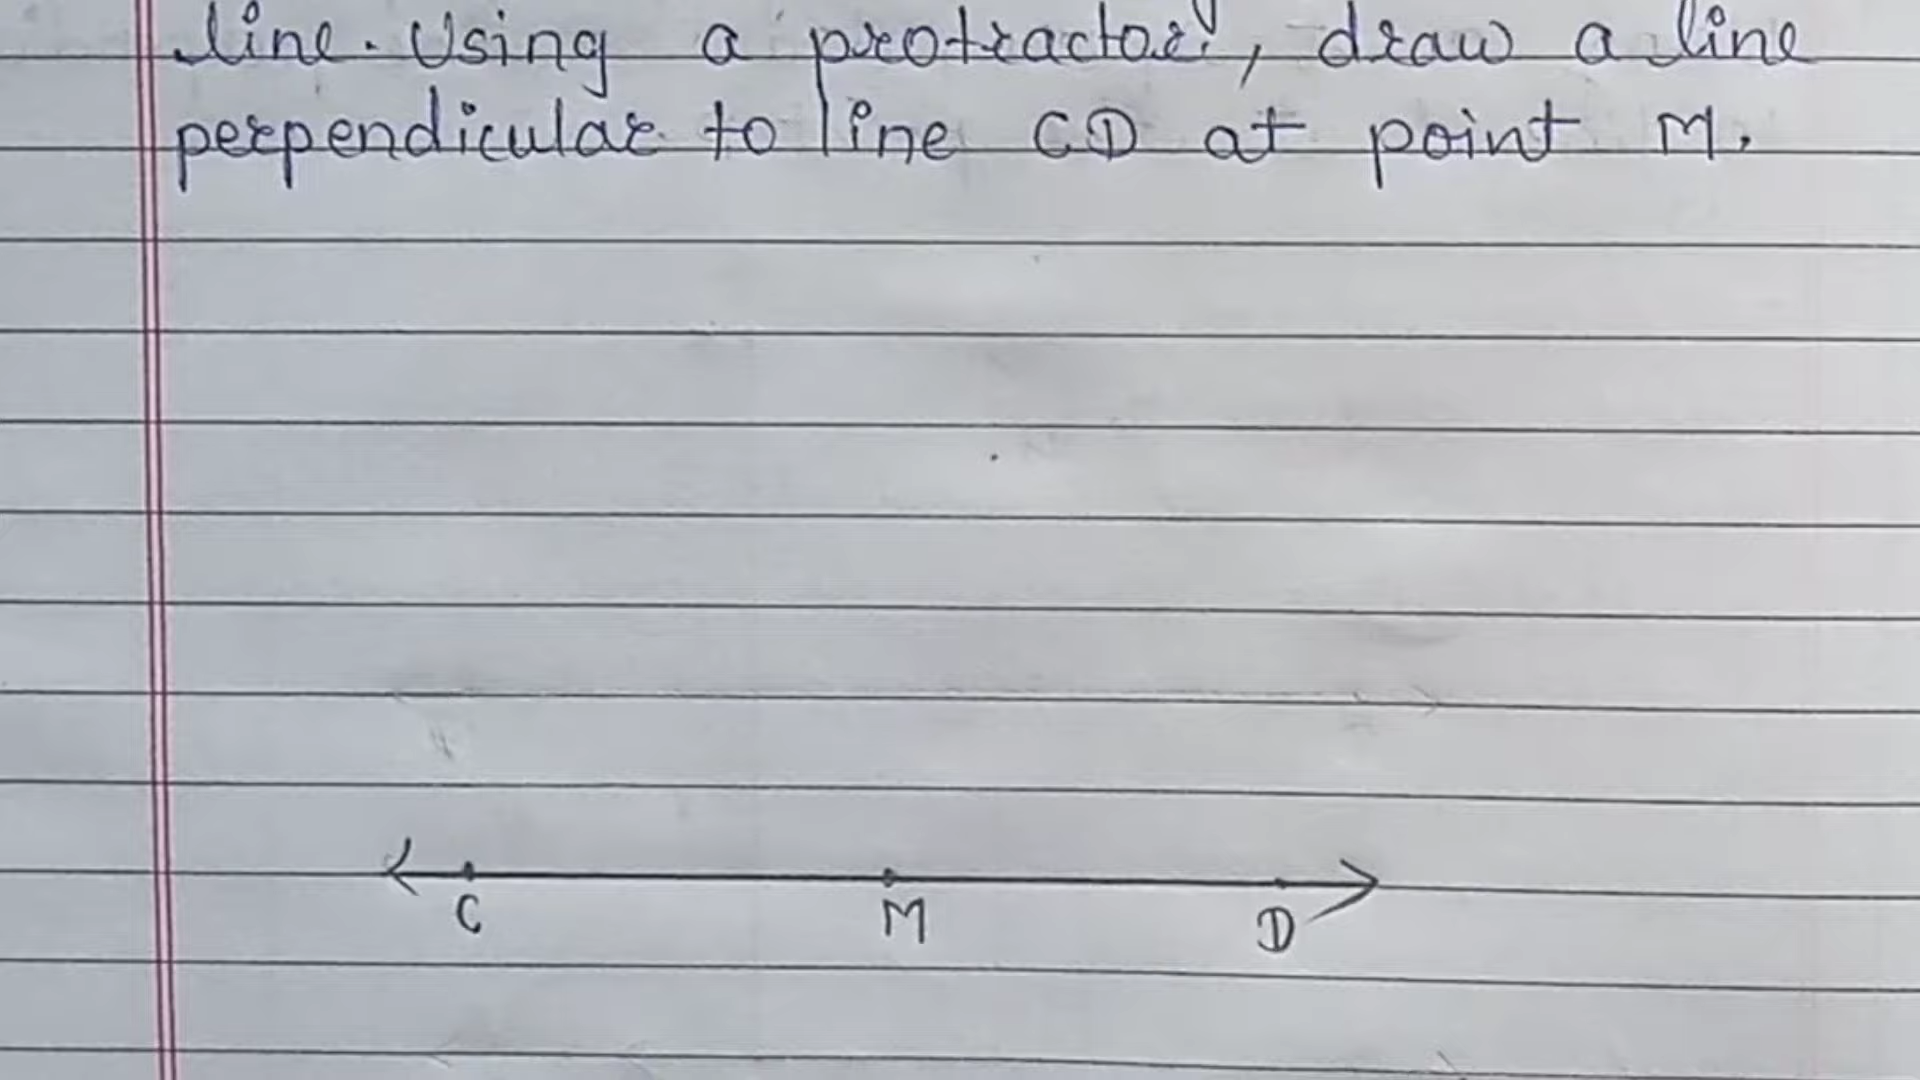 line. Using a protractor, draw a line
perpendicular to line CD at point M.
C M D